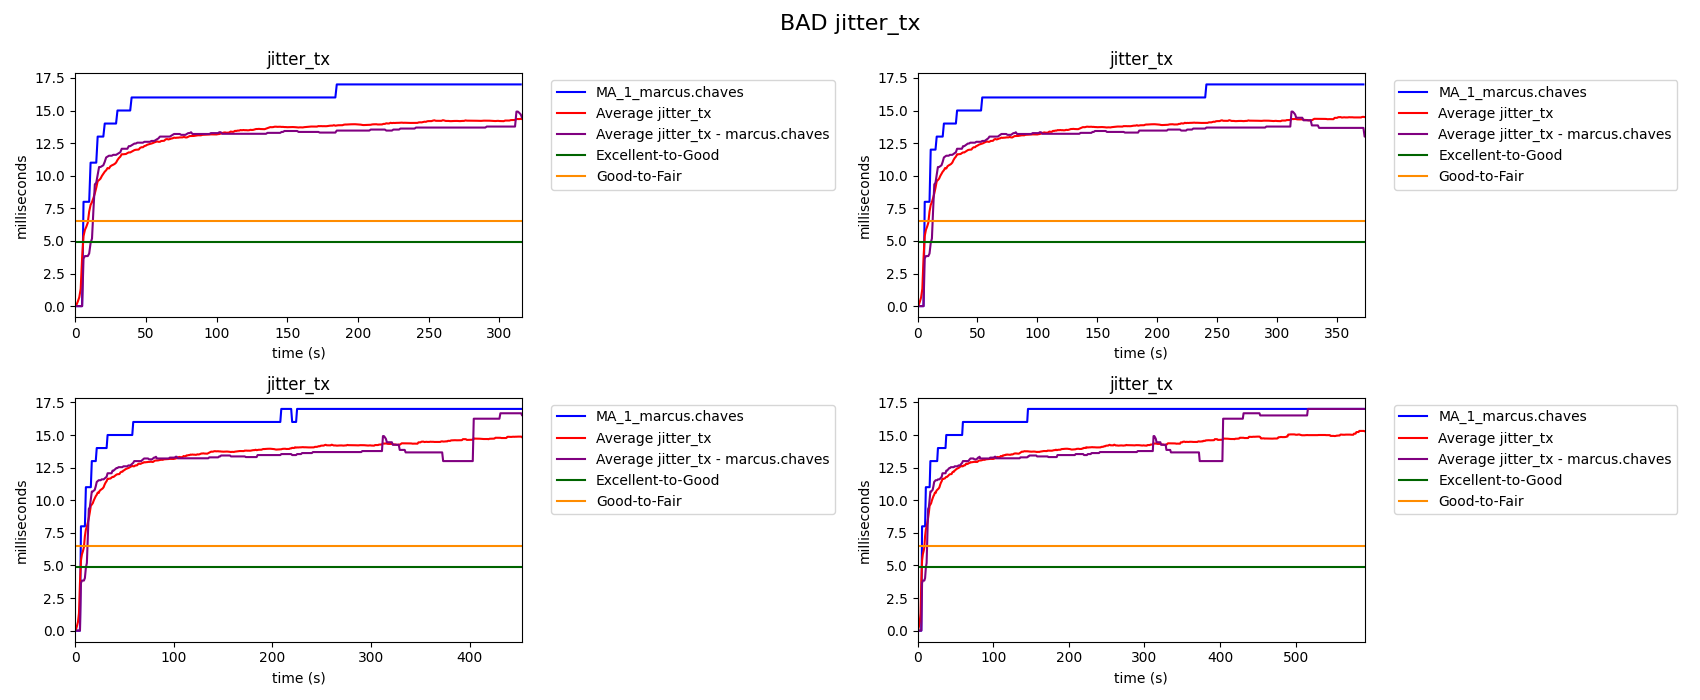 BAD jitter_tx
jitter_tx
17.5
15.0
12.5
10.0
7.5
5.0
2.5
0.0
milliseconds
0 50 100 150 200 250 300
time (s)
MA_1_marcus.chaves
Average jitter_tx
Average jitter_tx - marcus.chaves
Excellent-to-Good
Good-to-Fair
jitter_tx
17.5
15.0
12.5
10.0
7.5
5.0
2.5
0.0
milliseconds
0 50 100 150 200 250 300 350
time (s)
MA_1_marcus.chaves
Average jitter_tx
Average jitter_tx - marcus.chaves
Excellent-to-Good
Good-to-Fair
jitter_tx
17.5
15.0
12.5
10.0
7.5
5.0
2.5
0.0
milliseconds
0 100 200 300 400
time (s)
MA_1_marcus.chaves
Average jitter_tx
Average jitter_tx - marcus.chaves
Excellent-to-Good
Good-to-Fair
jitter_tx
17.5
15.0
12.5
10.0
7.5
5.0
2.5
0.0
milliseconds
0 100 200 300 400 500
time (s)
MA_1_marcus.chaves
Average jitter_tx
Average jitter_tx - marcus.chaves
Excellent-to-Good
Good-to-Fair